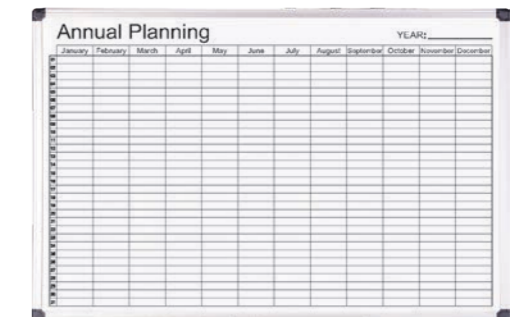 Annual Planning
YEAR:
January February March April May June July August September October November December